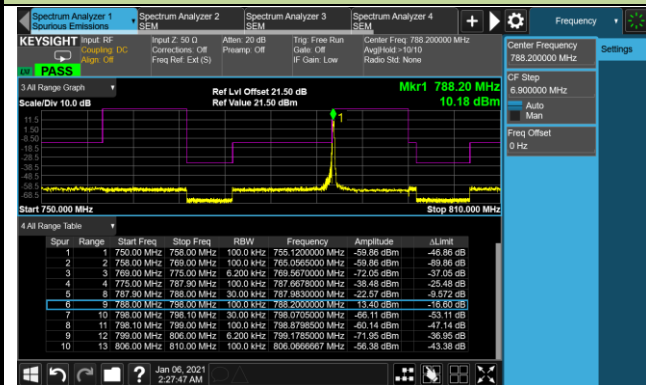 Spectrum Analyzer 1
Spurious Emissions
Spectrum Analyzer 2
SEM
Spectrum Analyzer 3
SEM
Spectrum Analyzer 4
SEM
Frequency
KEYSIGHT
Input: RF
Coupling: DC
Align: Off
Input Z: 50 Ω
Corrections: Off
Freq Ref: Ext (S)
Atten: 20 dB
Preamp: Off
Trig: Free Run
Gate: Off
IF Gain: Low
Center Freq: 788.200000 MHz
Avg|Hold:>10/10
Radio Std: None
PASS
Center Frequency
788.200000 MHz
Settings
CF Step
6.900000 MHz
Auto
Man
Freq Offset
0 Hz
3 All Range Graph
Scale/Div 10.0 dB
Ref Lvl Offset 21.50 dB
Ref Value 21.50 dBm
Mkr1 788.20 MHz
10.18 dBm
1
11.5
1.50
-8.50
-18.5
-28.5
-38.5
-48.5
-58.5
-68.5
Start 750.000 MHz
Stop 810.000 MHz
4 All Range Table
Spur Range Start Freq Stop Freq RBW Frequency Amplitude ΔLimit
1 1 750.00 MHz 758.00 MHz 100.0 kHz 755.1200000 MHz -59.86 dBm -46.86 dB
2 2 758.00 MHz 769.00 MHz 100.0 kHz 765.0565000 MHz -59.86 dBm -89.86 dB
3 3 769.00 MHz 775.00 MHz 6.200 kHz 769.5670000 MHz -72.05 dBm -37.05 dB
4 4 775.00 MHz 787.90 MHz 100.0 kHz 787.6678000 MHz -38.48 dBm -25.48 dB
5 8 787.90 MHz 788.00 MHz 30.00 kHz 787.9830000 MHz -22.57 dBm -9.572 dB
6 9 788.00 MHz 798.00 MHz 100.0 kHz 788.2000000 MHz 13.40 dBm -16.60 dB
7 10 798.00 MHz 798.10 MHz 30.00 kHz 798.0705000 MHz -66.11 dBm -53.11 dB
8 11 798.10 MHz 799.00 MHz 100.0 kHz 798.8798500 MHz -60.14 dBm -47.14 dB
9 12 799.00 MHz 806.00 MHz 6.200 kHz 799.1785000 MHz -71.95 dBm -36.95 dB
10 13 806.00 MHz 810.00 MHz 100.0 kHz 806.0666667 MHz -56.38 dBm -43.38 dB
Jan 06, 2021
2:27:47 AM